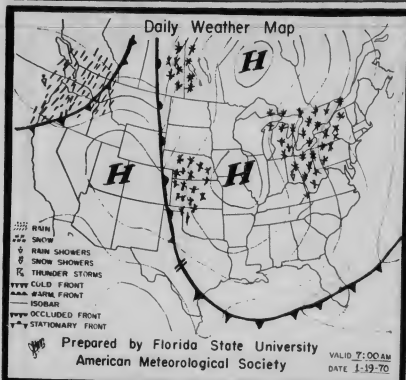 Daily Weather Map
H
H
H
RAIN
SNOW
RAIN SHOWERS
SNOW SHOWERS
THUNDER STORMS
COLD FRONT
WARM FRONT
ISOBAR
OCCLUDED FRONT
STATIONARY FRONT
Prepared by Florida State University
American Meteorological Society
VALID 7:00 AM
DATE 1-19-70